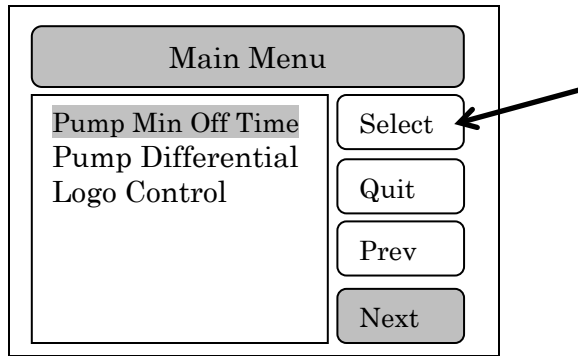 Main Menu
Pump Min Off Time
Pump Differential
Logo Control
Select
Quit
Prev
Next